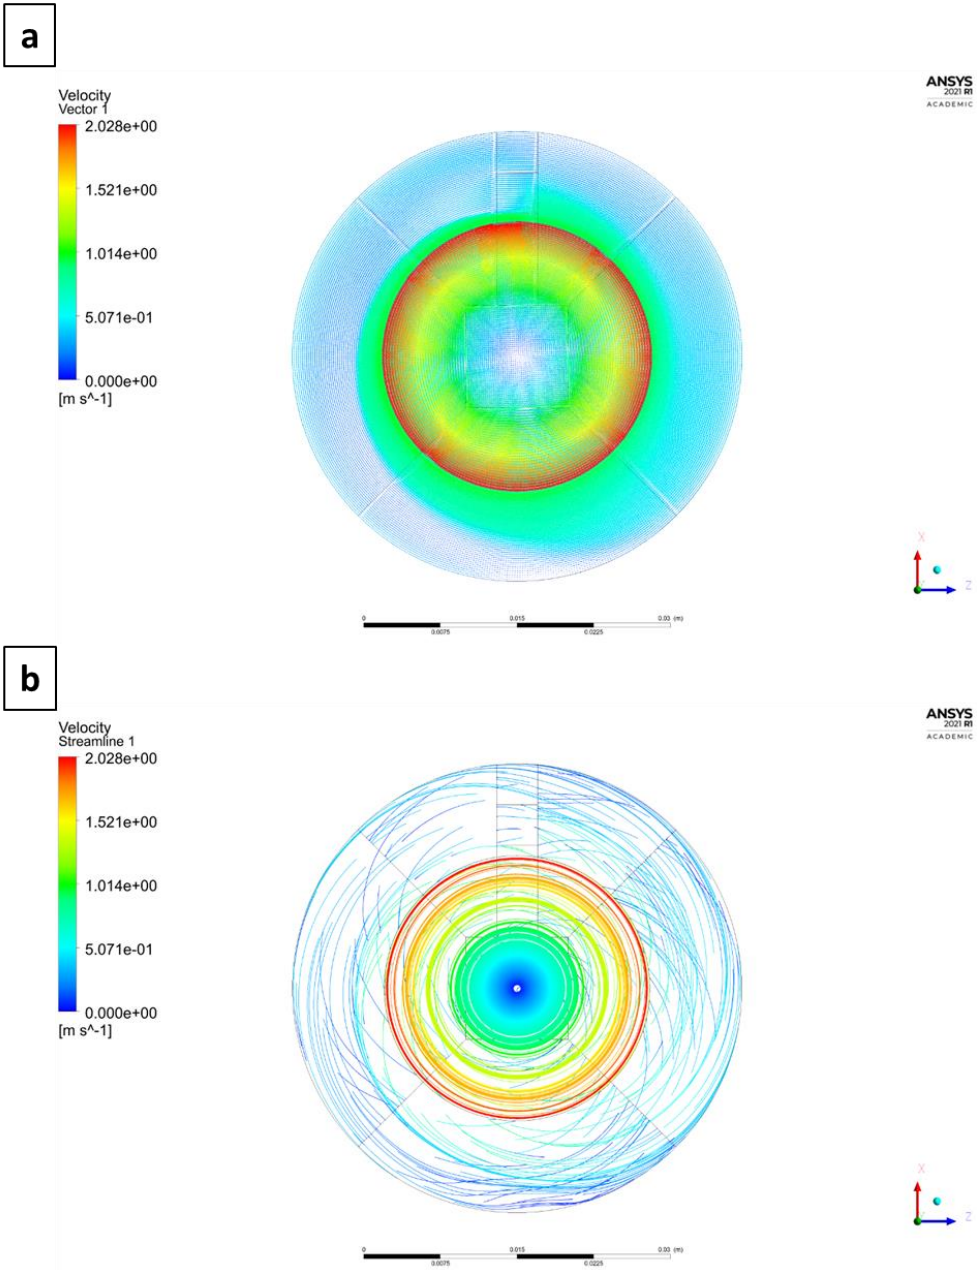 a
Velocity
Vector 1
2.028e+00
1.521e+00
1.014e+00
5.071e-01
0.000e+00
[m s^-1]
ANSYS
2021 R1
ACADEMIC
X
Z
0
0.015
0.03 (m)
0.0075
0.0225
b
Velocity
Streamline 1
2.028e+00
1.521e+00
1.014e+00
5.071e-01
0.000e+00
[m s^-1]
ANSYS
2021 R1
ACADEMIC
X
Z
0
0.015
0.03 (m)
0.0075
0.0225